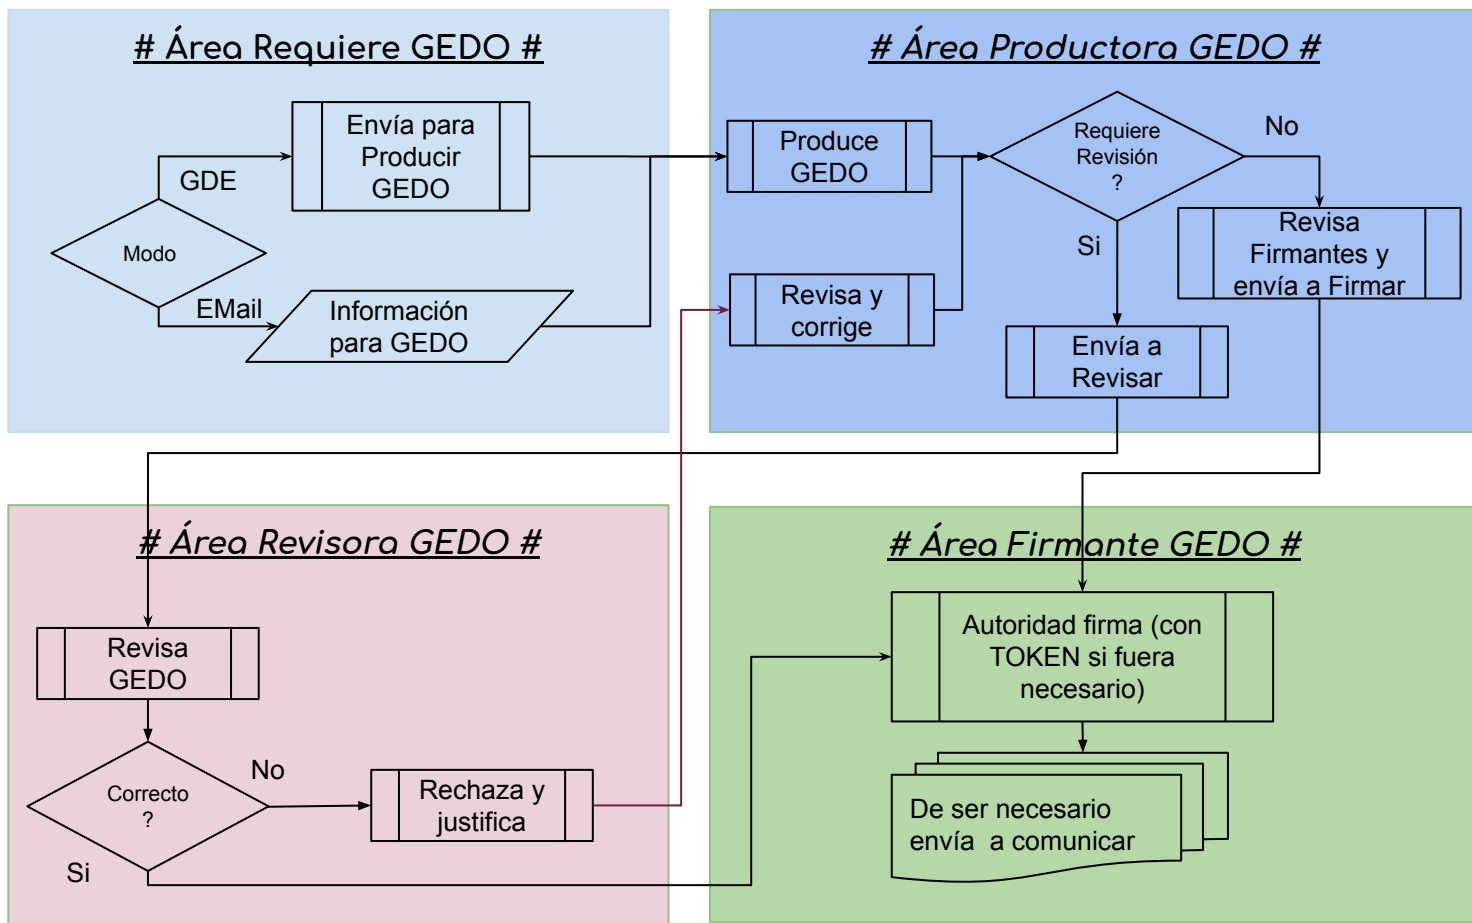 # Área Requiere GEDO #
Envía para
Producir
GEDO
GDE
Modo
EMail
Información
para GEDO
# Área Productora GEDO #
Produce
GEDO
Requiere
Revisión
?
No
Si
Revisa
Firmantes y
envía a Firmar
Revisa y
corrige
Envía a
Revisar
# Área Revisora GEDO #
Revisa
GEDO
Correcto
?
No
Si
Rechaza y
justifica
# Área Firmante GEDO #
Autoridad firma (con
TOKEN si fuera
necesario)
De ser necesario
envía  a comunicar